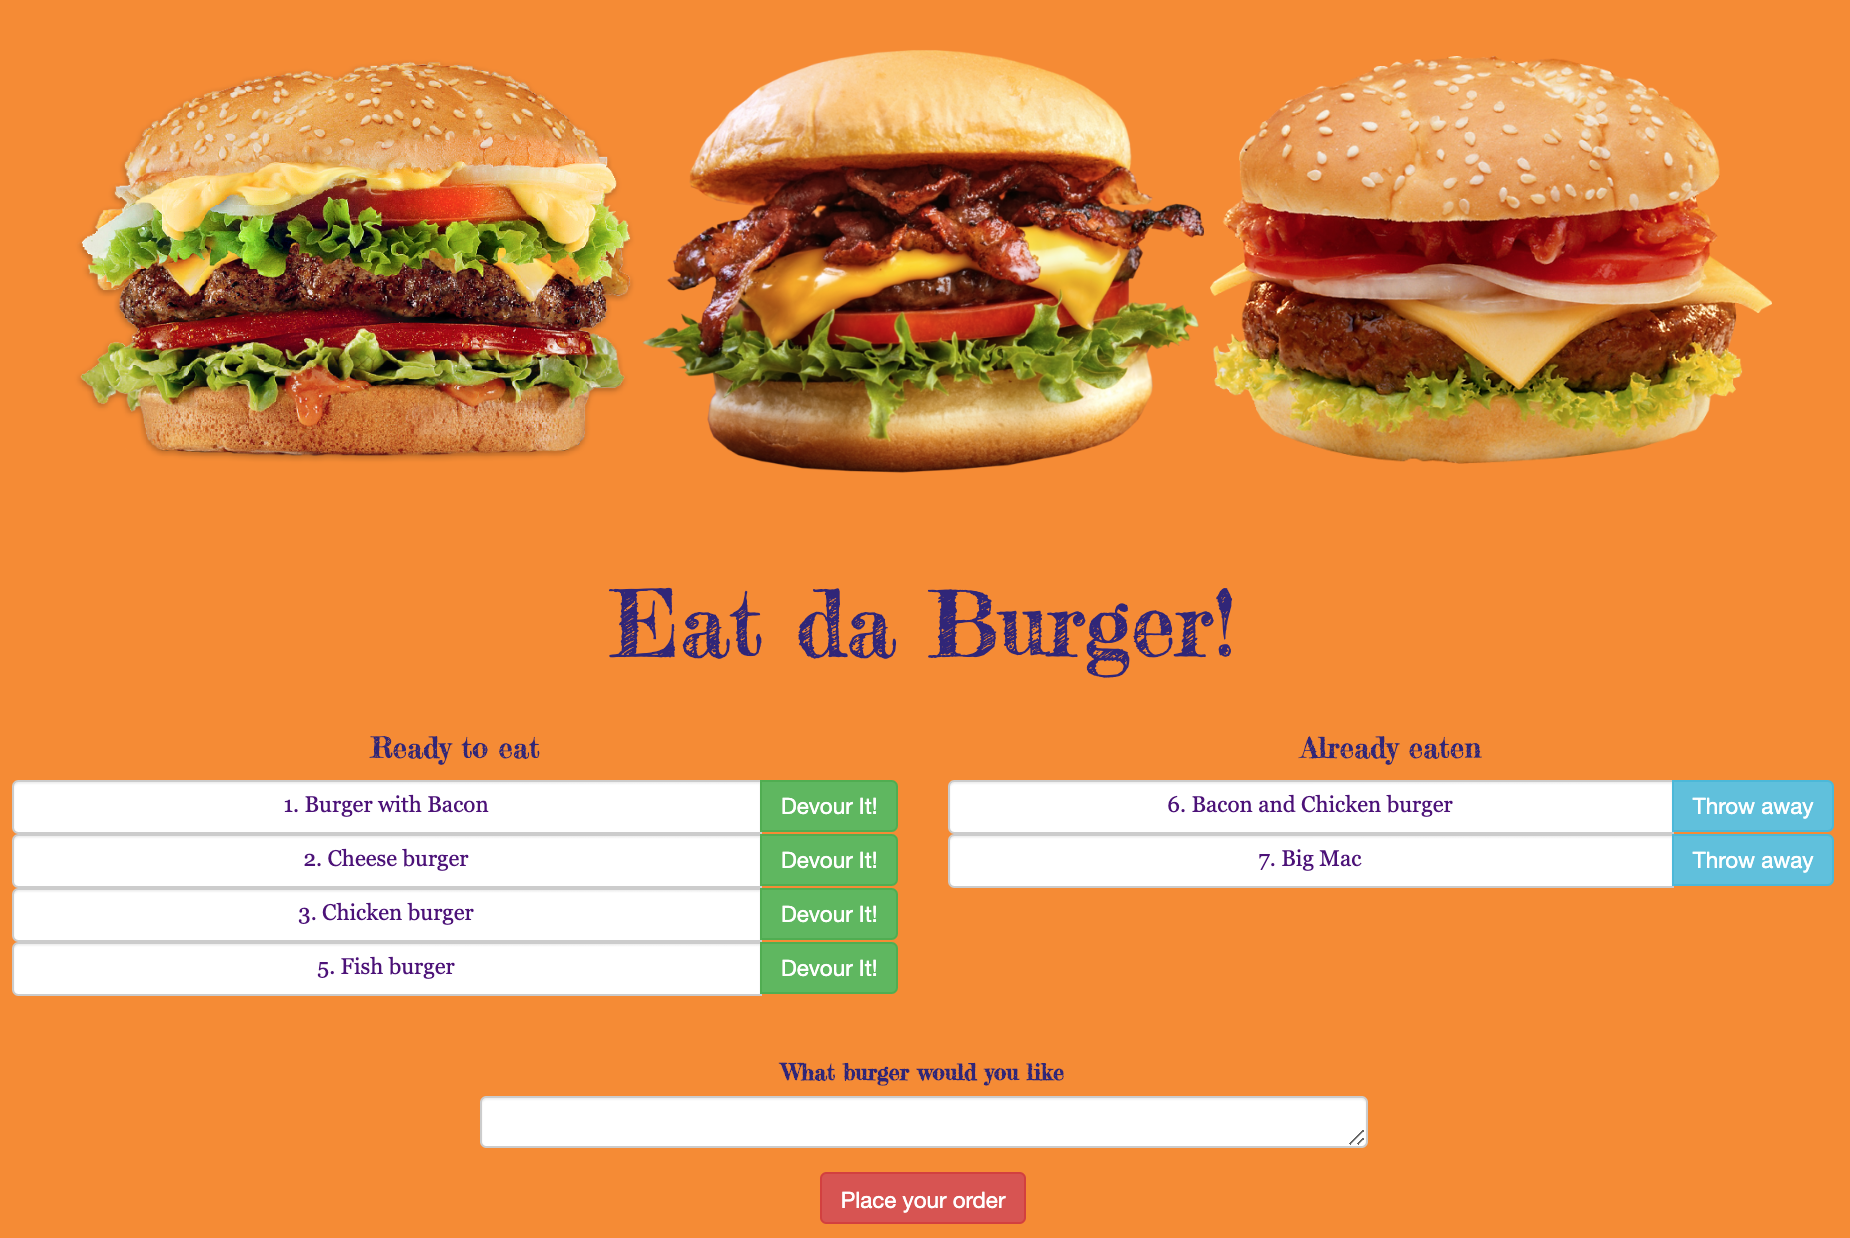 Eat da Burger!
Ready to eat
1. Burger with Bacon Devour It!
2. Cheese burger Devour It!
3. Chicken burger Devour It!
5. Fish burger Devour It!
Already eaten
6. Bacon and Chicken burger Throw away
7. Big Mac Throw away
What burger would you like
Place your order